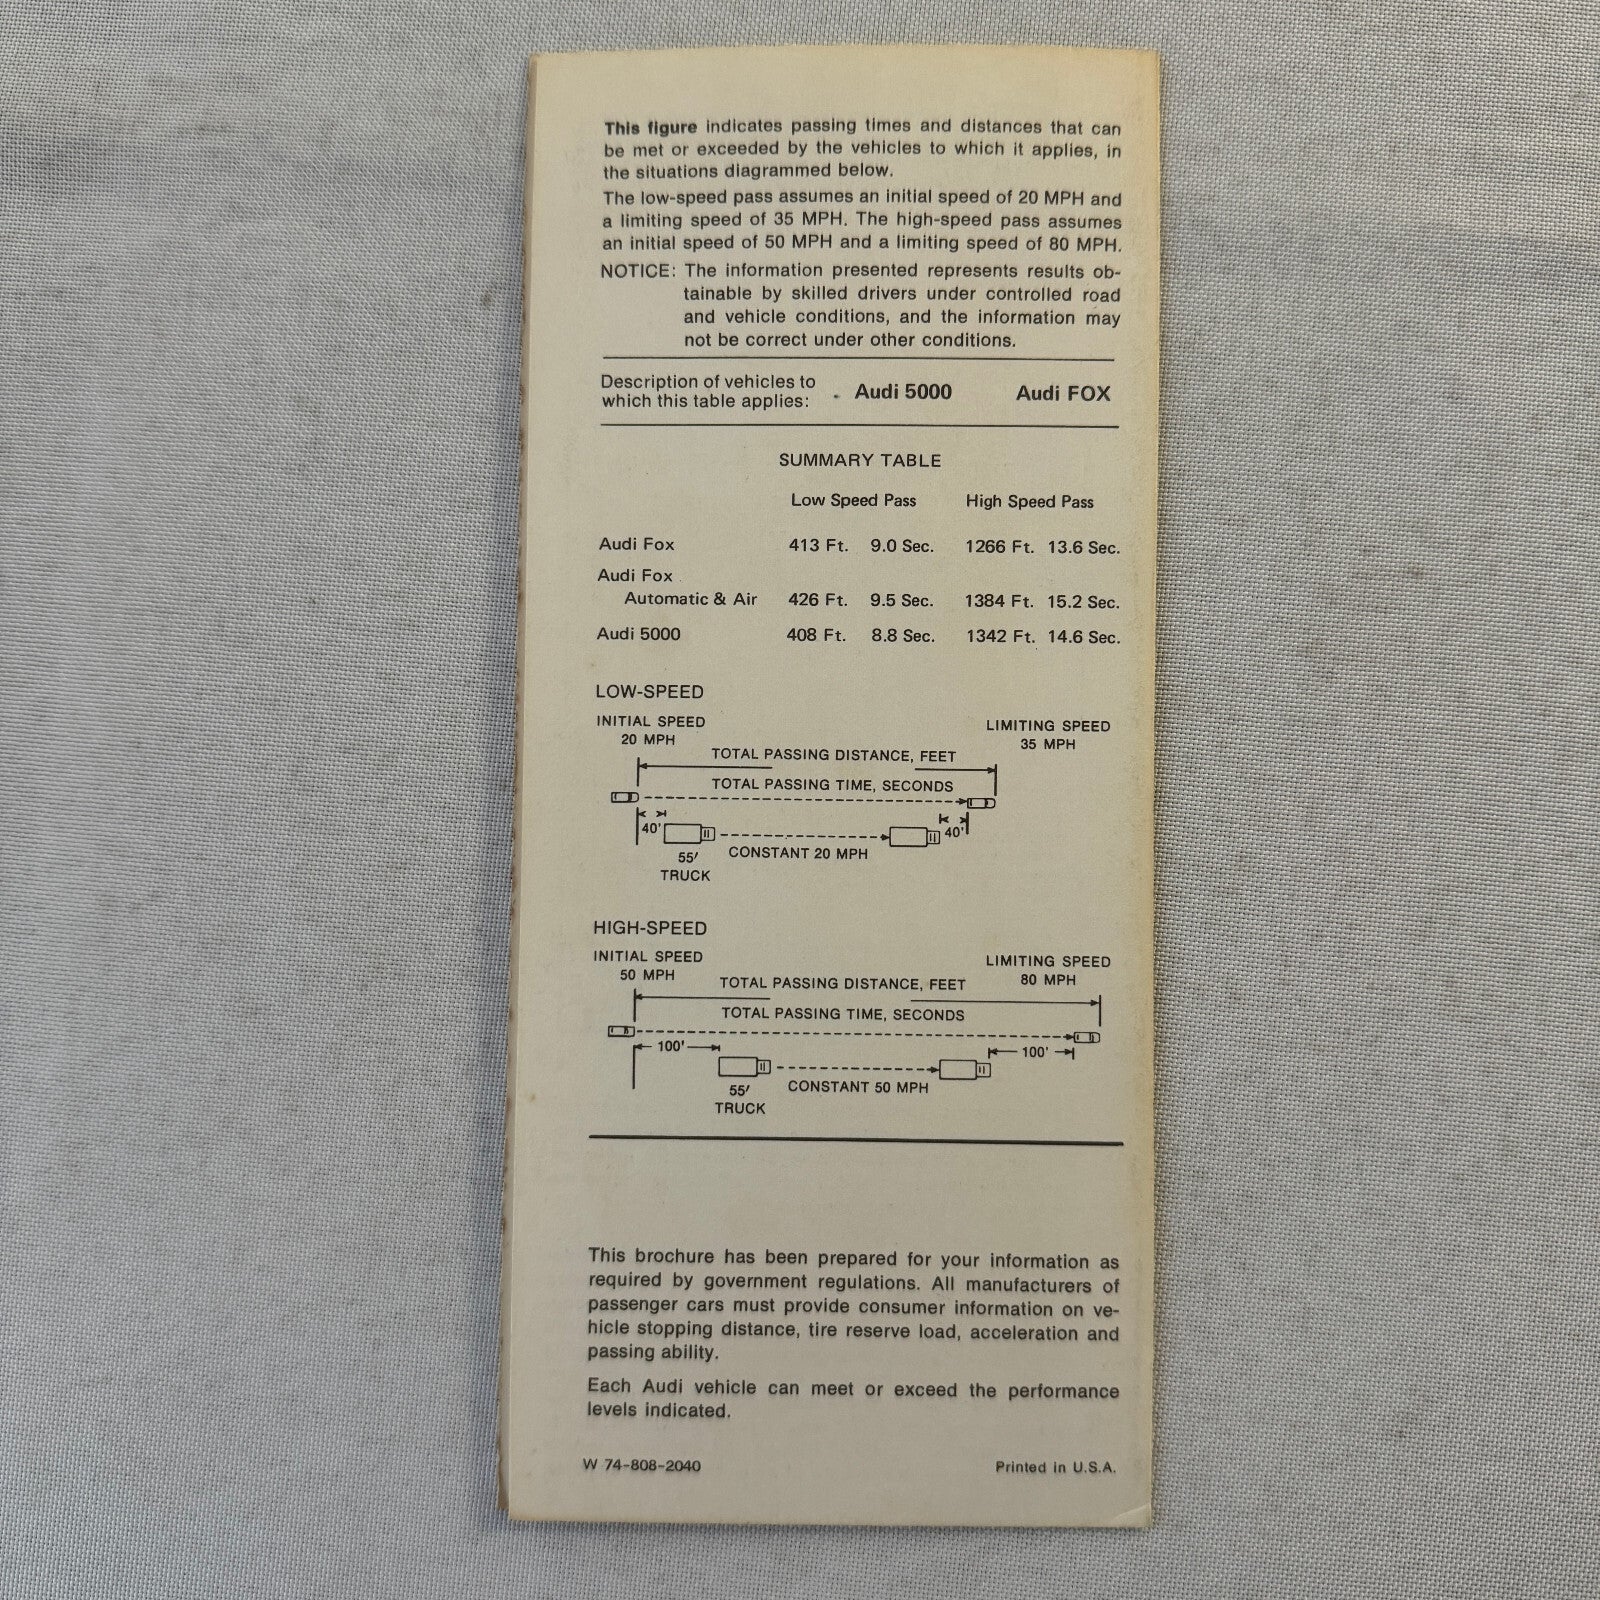 This figure indicates passing times and distances that can
be met or exceeded by the vehicles to which it applies, in
the situations diagrammed below.
The low-speed pass assumes an initial speed of 20 MPH and
a limiting speed of 35 MPH. The high-speed pass assumes
an initial speed of 50 MPH and a limiting speed of 80 MPH.
NOTICE: The information presented represents results ob-
tainable by skilled drivers under controlled road
and vehicle conditions, and the information may
not be correct under other conditions.
Description of vehicles to
which this table applies: Audi 5000 Audi FOX
SUMMARY TABLE
Low Speed Pass High Speed Pass
Audi Fox 413 Ft. 9.0 Sec. 1266 Ft. 13.6 Sec.
Audi Fox
Automatic & Air 426 Ft. 9.5 Sec. 1384 Ft. 15.2 Sec.
Audi 5000 408 Ft. 8.8 Sec. 1342 Ft. 14.6 Sec.
LOW-SPEED
INITIAL SPEED LIMITING SPEED
20 MPH 35 MPH
TOTAL PASSING DISTANCE, FEET
TOTAL PASSING TIME, SECONDS
40' 40'
55' CONSTANT 20 MPH
TRUCK
HIGH-SPEED
INITIAL SPEED LIMITING SPEED
50 MPH 80 MPH
TOTAL PASSING DISTANCE, FEET
TOTAL PASSING TIME, SECONDS
100' 100'
55' CONSTANT 50 MPH
TRUCK
This brochure has been prepared for your information as
required by government regulations. All manufacturers of
passenger cars must provide consumer information on ve-
hicle stopping distance, tire reserve load, acceleration and
passing ability.
Each Audi vehicle can meet or exceed the performance
levels indicated.
W 74-808-2040 Printed in U.S.A.